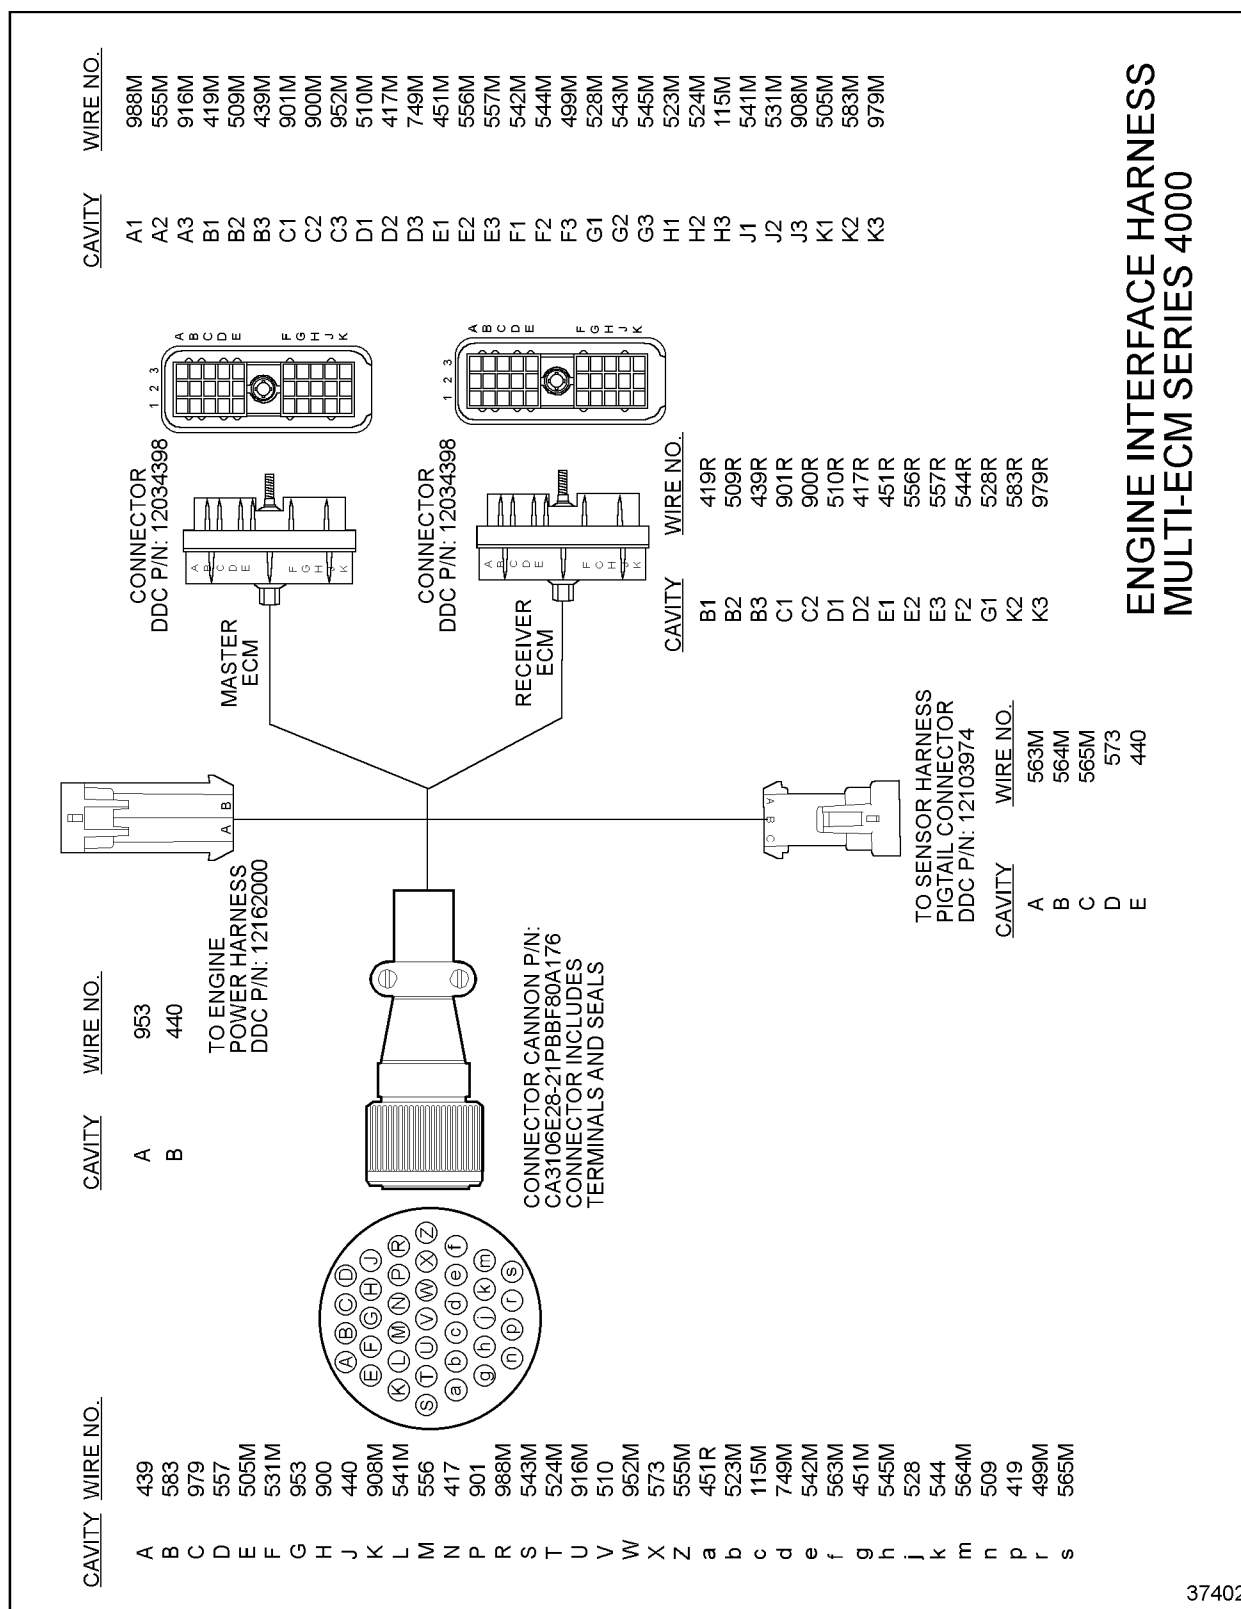 CAVITY WIRE NO.
A 439
B 583
C 979
D 557
E 505M
F 531M
G 953
H 900
J 440
K 908M
L 541M
M 556
N 417
P 901
R 988M
S 543M
T 524M
U 916M
V 510
W 952M
X 573
Z 555M
a 451R
b 523M
c 115M
d 749M
e 542M
f 563M
g 451M
h 545M
j 528
k 544
m 564M
n 509
p 419
r 499M
s 565M
A B C D
E F G H J
K L M N P R
S T U V W X Z
a b c d e f
g h j k m
n p r s
CAVITY WIRE NO.
A 953
B 440
TO ENGINE
POWER HARNESS
DDC P/N: 12162000
A B
CONNECTOR CANNON P/N:
CA3106E28-21PBBF80A176
CONNECTOR INCLUDES
TERMINALS AND SEALS
MASTER
ECM
CONNECTOR
DDC P/N: 12034398
A
B
C
D
E
F
G
H
J
K
1 2 3
A
B
C
D
E
F
G
H
J
K
RECEIVER
ECM
CONNECTOR
DDC P/N: 12034398
A
B
C
D
E
F
G
H
J
K
1 2 3
A
B
C
D
E
F
G
H
J
K
CAVITY WIRE NO.
A1 988M
A2 555M
A3 916M
B1 419M
B2 509M
B3 439M
C1 901M
C2 900M
C3 952M
D1 510M
D2 417M
D3 749M
E1 451M
E2 556M
E3 557M
F1 542M
F2 544M
F3 499M
G1 528M
G2 543M
G3 545M
H1 523M
H2 524M
H3 115M
J1 541M
J2 531M
J3 908M
K1 505M
K2 583M
K3 979M
CAVITY WIRE NO.
B1 419R
B2 509R
B3 439R
C1 901R
C2 900R
D1 510R
D2 417R
E1 451R
E2 556R
E3 557R
F2 544R
G1 528R
K2 583R
K3 979R
C B A
TO SENSOR HARNESS
PIGTAIL CONNECTOR
DDC P/N: 12103974
CAVITY WIRE NO.
A 563M
B 564M
C 565M
D 573
E 440
ENGINE INTERFACE HARNESS
MULTI-ECM SERIES 4000
37402